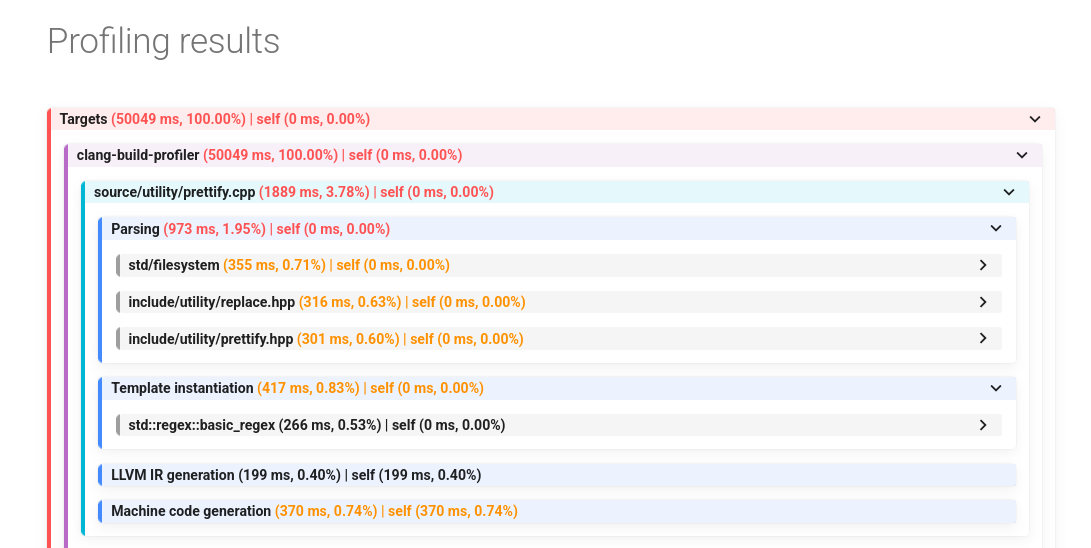 Profiling results
Targets (50049 ms, 100.00%) | self (0 ms, 0.00%)
clang-build-profiler (50049 ms, 100.00%) | self (0 ms, 0.00%)
source/utility/prettify.cpp (1889 ms, 3.78%) | self (0 ms, 0.00%)
Parsing (973 ms, 1.95%) | self (0 ms, 0.00%)
std/filesystem (355 ms, 0.71%) | self (0 ms, 0.00%)
include/utility/replace.hpp (316 ms, 0.63%) | self (0 ms, 0.00%)
include/utility/prettify.hpp (301 ms, 0.60%) | self (0 ms, 0.00%)
Template instantiation (417 ms, 0.83%) | self (0 ms, 0.00%)
std::regex::basic_regex (266 ms, 0.53%) | self (0 ms, 0.00%)
LLVM IR generation (199 ms, 0.40%) | self (199 ms, 0.40%)
Machine code generation (370 ms, 0.74%) | self (370 ms, 0.74%)